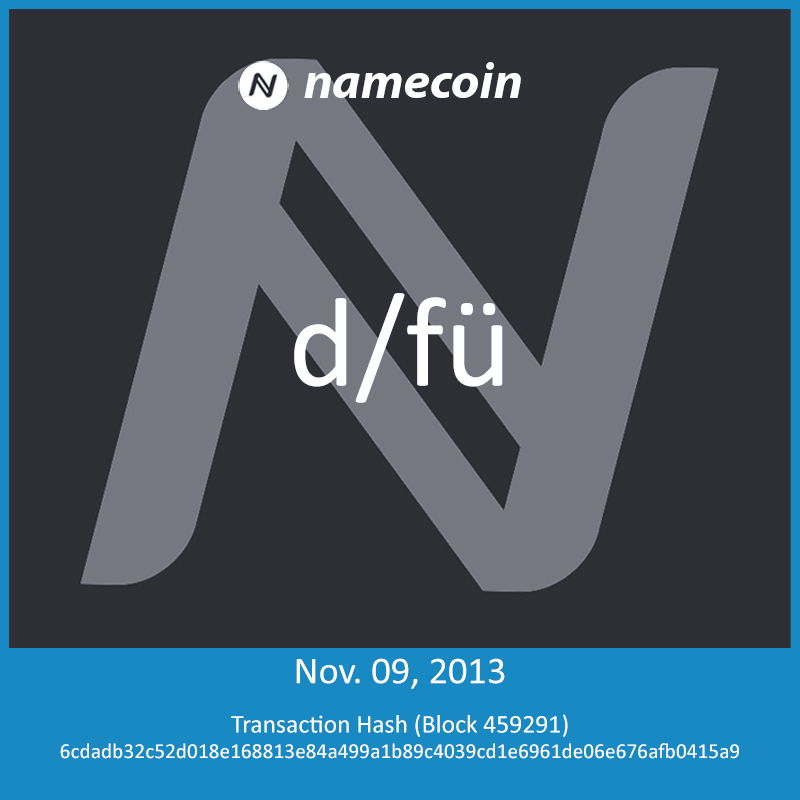 namecoin
d/fü
Nov. 09, 2013
Transaction Hash (Block 459291)
6cdadb32c52d018e168813e84a499a1b89c4039cd1e6961de06e676afb0415a9